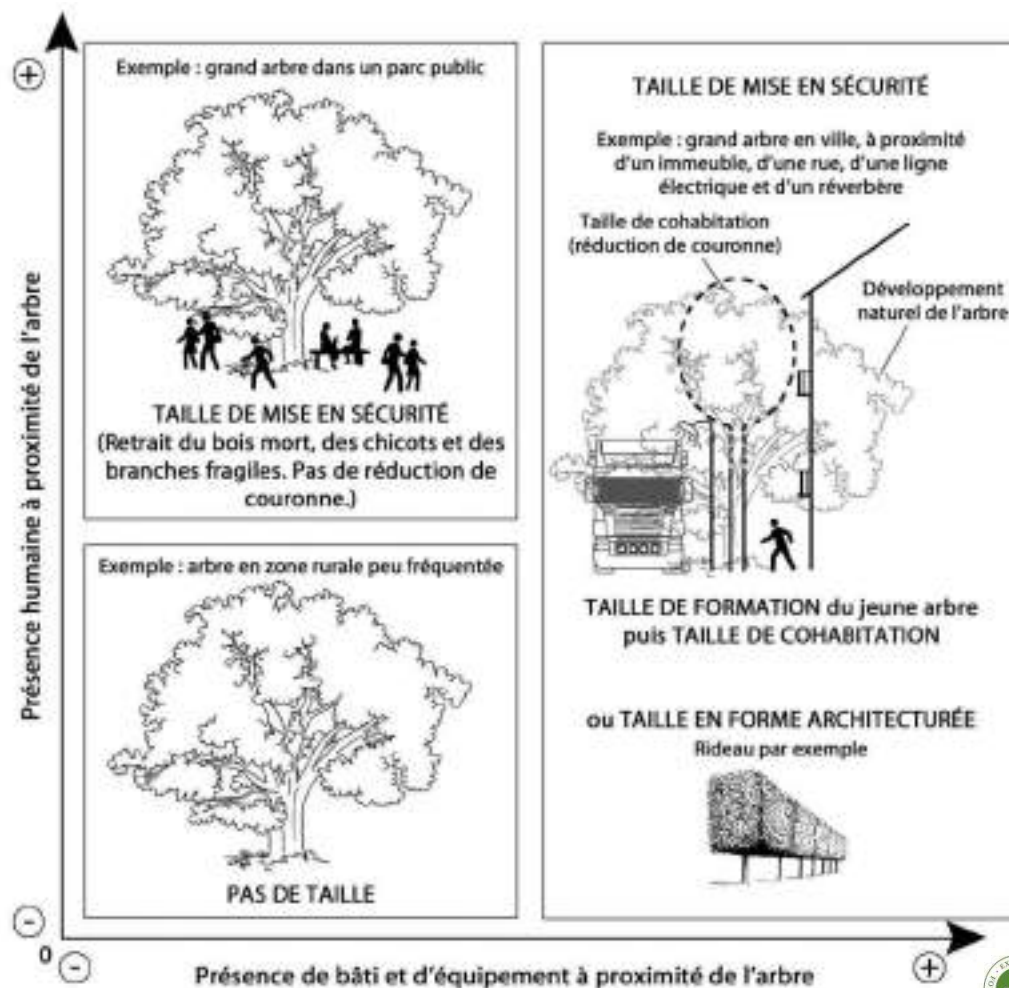 Présence humaine à proximité de l'arbre
+
-
0
Exemple : grand arbre dans un parc public
TAILLE DE MISE EN SÉCURITÉ
(Retrait du bois mort, des chicots et des
branches fragiles. Pas de réduction de
couronne.)
Exemple : arbre en zone rurale peu fréquentée
PAS DE TAILLE
TAILLE DE MISE EN SÉCURITÉ
Exemple : grand arbre en ville, à proximité
d'un immeuble, d'une rue, d'une ligne
électrique et d'un réverbère
Taille de cohabitation
(réduction de couronne)
Développement
naturel de l'arbre
TAILLE DE FORMATION du jeune arbre
puis TAILLE DE COHABITATION
ou TAILLE EN FORME ARCHITECTURÉE
Rideau par exemple
-
Présence de bâti et d'équipement à proximité de l'arbre
+